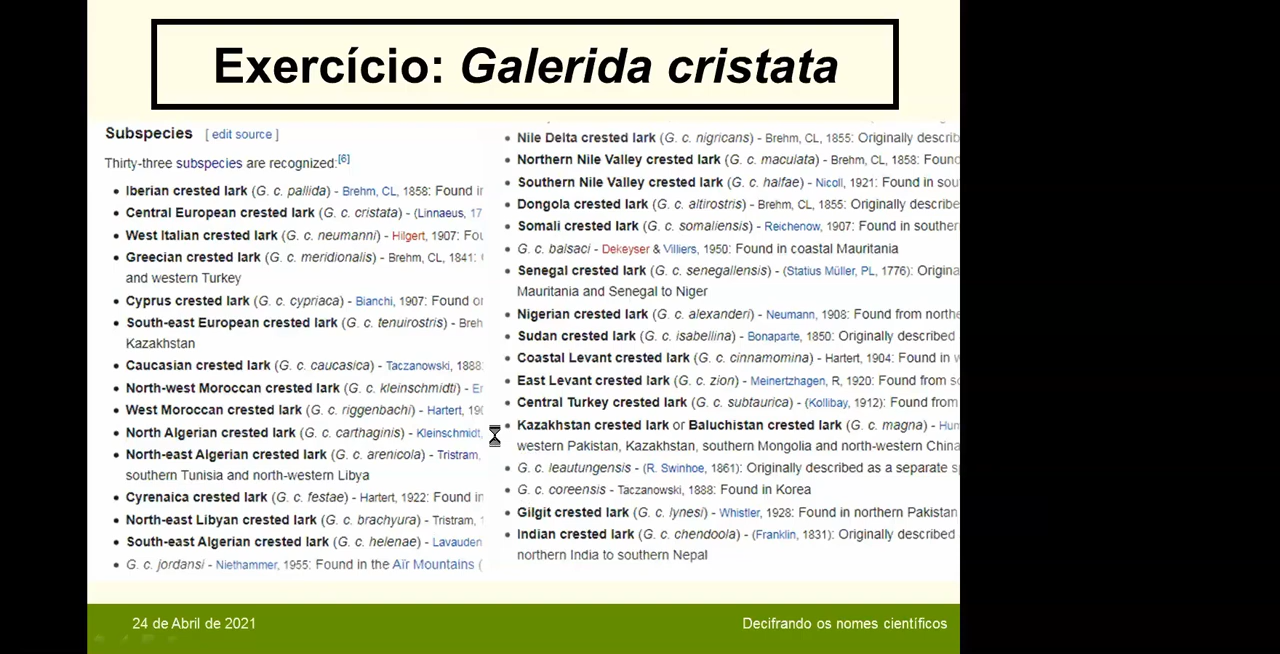 Exercício: Galerida cristata
Subspecies [ edit source ]
Thirty-three subspecies are recognized:[6]
• Iberian crested lark (G. c. pallida) - Brehm, CL, 1858: Found in
• Central European crested lark (G. c. cristata) - (Linnaeus, 17
• West Italian crested lark (G. c. neumanni) - Hilgert, 1907: Fou
• Greecian crested lark (G. c. meridionalis) - Brehm, CL, 1841:
and western Turkey
• Cyprus crested lark (G. c. cypriaca) - Bianchi, 1907: Found or
• South-east European crested lark (G. c. tenuirostris) - Breh
Kazakhstan
• Caucasian crested lark (G. c. caucasica) - Taczanowski, 1888:
• North-west Moroccan crested lark (G. c. kleinschmidti) - Er
• West Moroccan crested lark (G. c. riggenbachi) - Hartert, 190
• North Algerian crested lark (G. c. carthaginis) - Kleinschmidt,
• North-east Algerian crested lark (G. c. arenicola) - Tristram,
southern Tunisia and north-western Libya
• Cyrenaica crested lark (G. c. festae) - Hartert, 1922: Found in
• North-east Libyan crested lark (G. c. brachyura) - Tristram,
• South-east Algerian crested lark (G. c. helenae) - Lavauden
• G. c. jordansi - Niethammer, 1955: Found in the Aïr Mountains (
• Nile Delta crested lark (G. c. nigricans) - Brehm, CL, 1855: Originally describ
• Northern Nile Valley crested lark (G. c. maculata) - Brehm, CL, 1858: Found
• Southern Nile Valley crested lark (G. c. halfae) - Nicoll, 1921: Found in sou
• Dongola crested lark (G. c. altirostris) - Brehm, CL, 1855: Originally describe
• Somali crested lark (G. c. somaliensis) - Reichenow, 1907: Found in southern
• G. c. balsaci - Dekeyser & Villiers, 1950: Found in coastal Mauritania
• Senegal crested lark (G. c. senegallensis) - (Statius Müller, PL, 1776): Origina
Mauritania and Senegal to Niger
• Nigerian crested lark (G. c. alexanderi) - Neumann, 1908: Found from northe
• Sudan crested lark (G. c. isabellina) - Bonaparte, 1850: Originally described
• Coastal Levant crested lark (G. c. cinnamomina) - Hartert, 1904: Found in w
• East Levant crested lark (G. c. zion) - Meinertzhagen, R, 1920: Found from so
• Central Turkey crested lark (G. c. subtaurica) - (Kollibay, 1912): Found from
• Kazakhstan crested lark or Baluchistan crested lark (G. c. magna) - Hum
western Pakistan, Kazakhstan, southern Mongolia and north-western China
• G. c. leautungensis - (R. Swinhoe, 1861): Originally described as a separate s
• G. c. coreensis - Taczanowski, 1888: Found in Korea
• Gilgit crested lark (G. c. lynesi) - Whistler, 1928: Found in northern Pakistan
• Indian crested lark (G. c. chendoola) - (Franklin, 1831): Originally described
northern India to southern Nepal
24 de Abril de 2021
Decifrando os nomes científicos